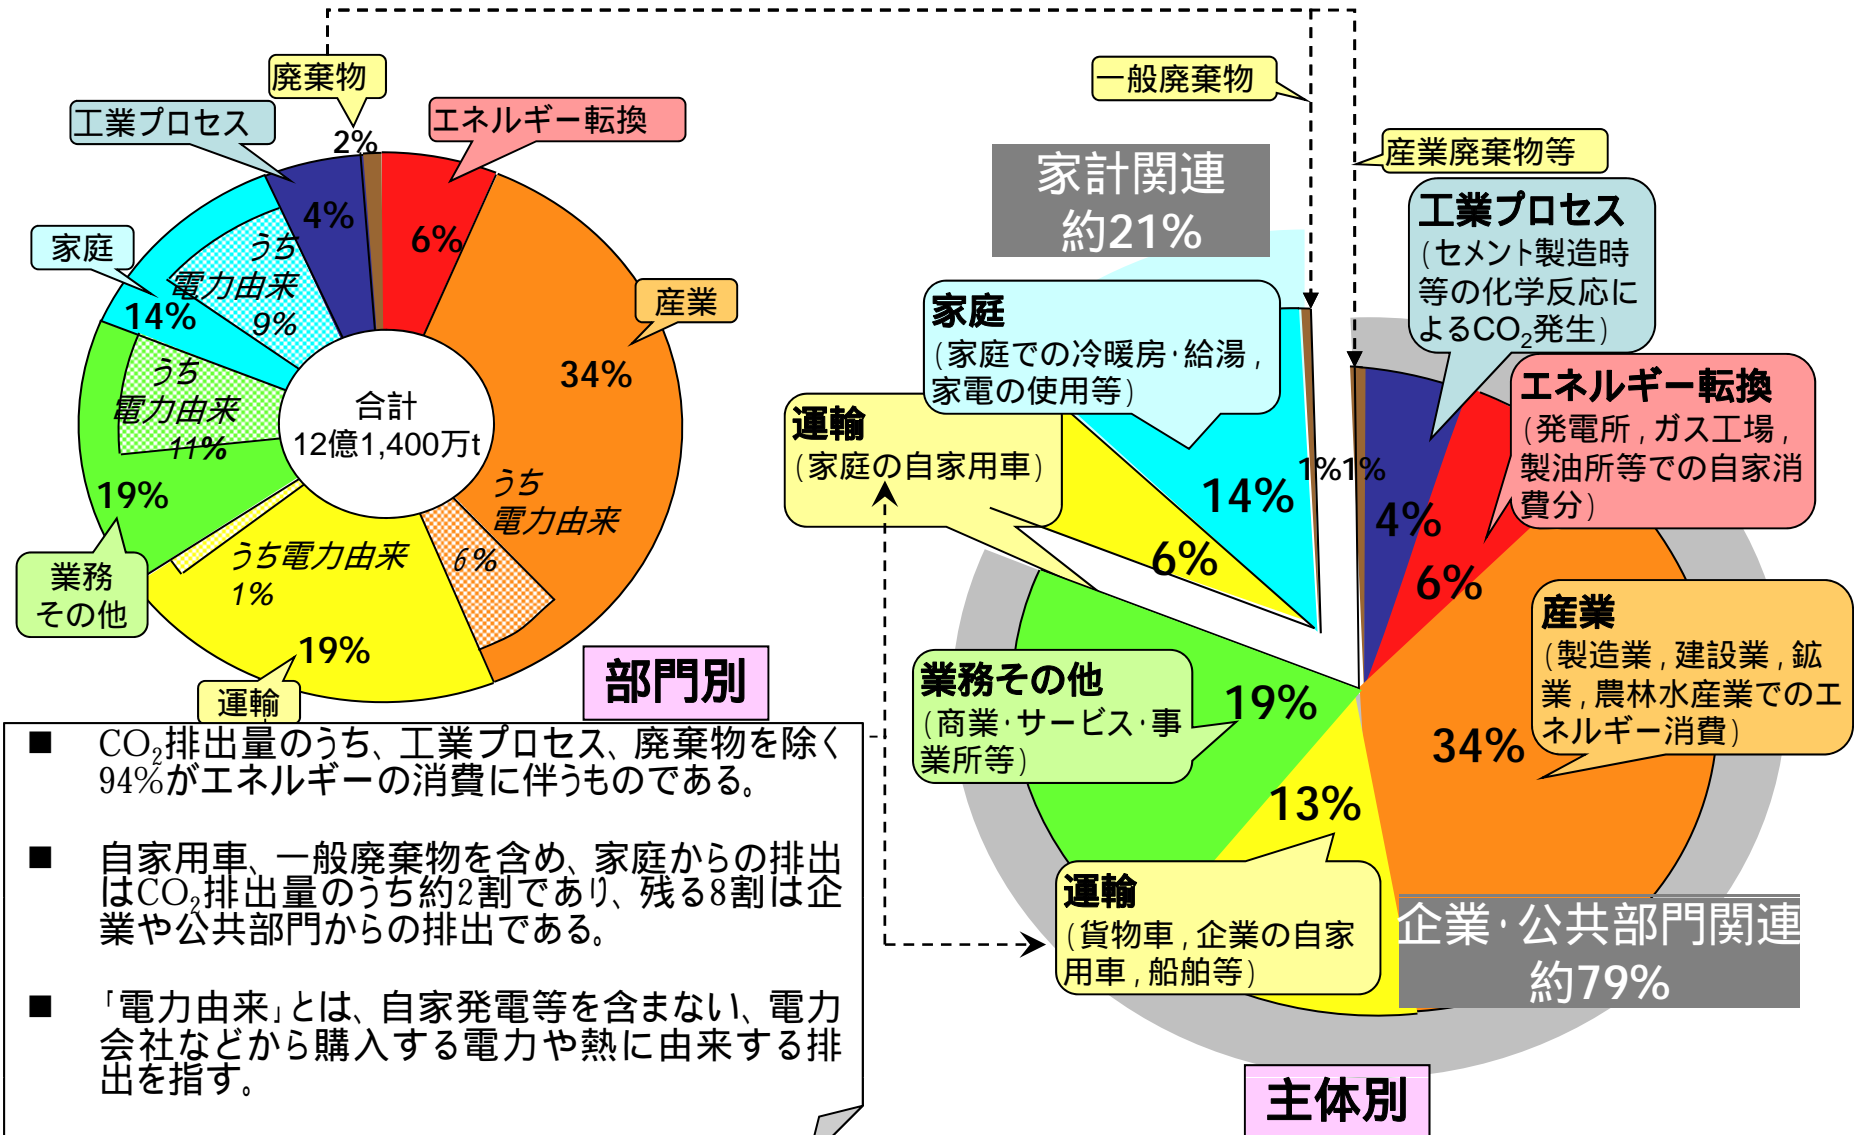 廃棄物
工業プロセス
エネルギー転換
2%
4%
6%
家庭
うち
電力由来
9%
14%
産業
34%
うち
電力由来
11%
合計
12億1,400万t
19%
うち
電力由来
6%
業務
その他
うち電力由来
1%
19%
運輸
部門別
■ CO₂排出量のうち、工業プロセス、廃棄物を除く
94%がエネルギーの消費に伴うものである。
■ 自家用車、一般廃棄物を含め、家庭からの排出
はCO₂排出量のうち約2割であり、残る8割は企
業や公共部門からの排出である。
■ 「電力由来」とは、自家発電等を含まない、電力
会社などから購入する電力や熱に由来する排
出を指す。
一般廃棄物
産業廃棄物等
家計関連
約21%
工業プロセス
(セメント製造時
等の化学反応に
よるCO₂発生)
家庭
(家庭での冷暖房・給湯,
家電の使用等)
エネルギー転換
(発電所,ガス工場,
製油所等での自家消
費分)
運輸
(家庭の自家用車)
1%
1%
14%
4%
6%
6%
産業
(製造業,建設業,鉱
業,農林水産業でのエ
ネルギー消費)
業務その他
(商業・サービス・事
業所等)
19%
34%
13%
運輸
(貨物車,企業の自家
用車,船舶等)
企業・公共部門関連
約79%
主体別